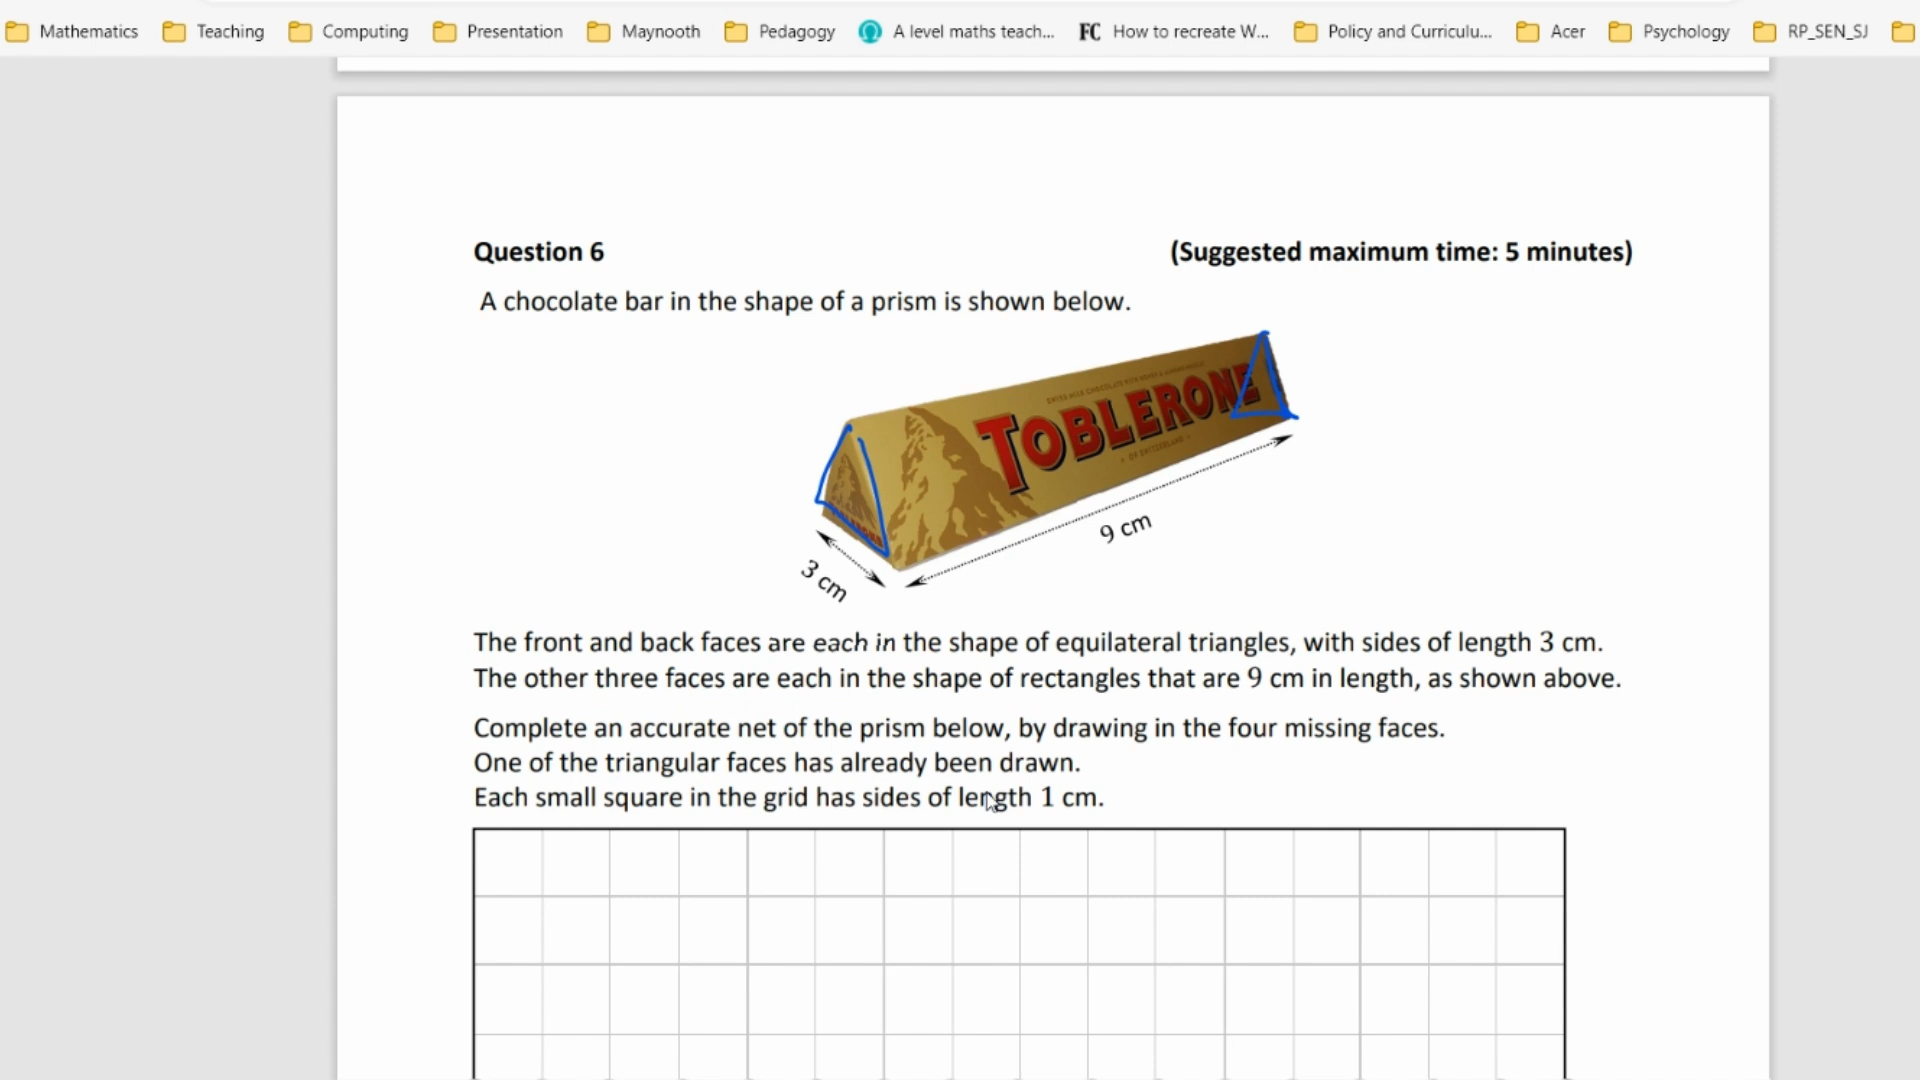 Mathematics Teaching Computing Presentation Maynooth Pedagogy A level maths teach... FC How to recreate W... Policy and Curriculu... Acer Psychology RP_SEN_SJ
Question 6 (Suggested maximum time: 5 minutes)
A chocolate bar in the shape of a prism is shown below.
TOBLERONE
OF SWITZERLAND
9 cm
3 cm
The front and back faces are each in the shape of equilateral triangles, with sides of length 3 cm.
The other three faces are each in the shape of rectangles that are 9 cm in length, as shown above.
Complete an accurate net of the prism below, by drawing in the four missing faces.
One of the triangular faces has already been drawn.
Each small square in the grid has sides of length 1 cm.